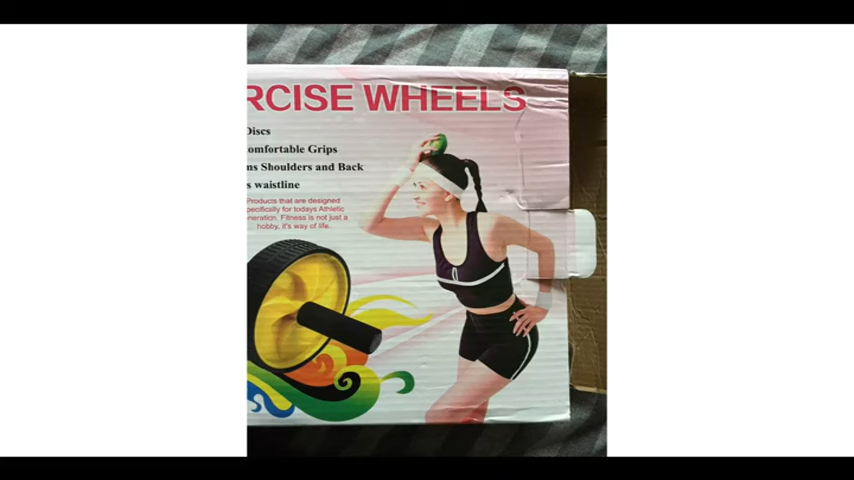 RCISE WHEELS
Discs
omfortable Grips
ns Shoulders and Back
s waistline
Products that are designed
pecifically for todays Athletic
neration. Fitness is not just a
hobby, it's way of life.